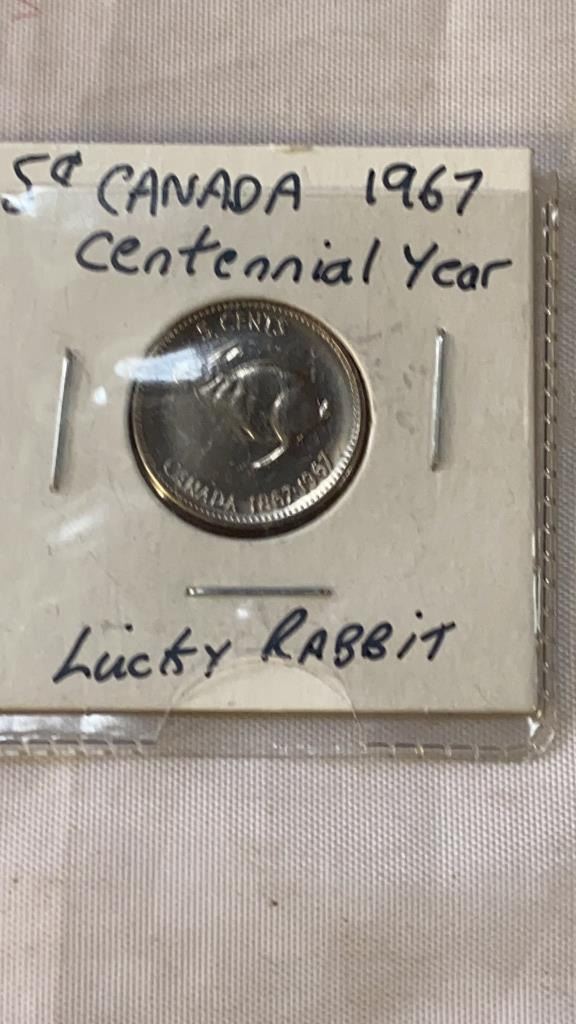 5¢ CANADA 1967
Centennial Year
5 CENTS
CANADA 1867-1967
Lucky RABBiT